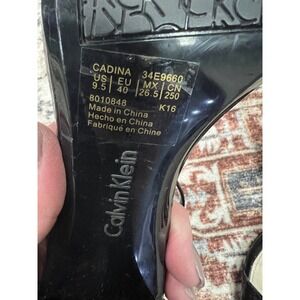 CADINA 34E9660
US EU MX CN
9.5 40 26.5 250
8010848 K16
Made in China
Hecho en China
Fabriqué en Chine
Calvin Klein